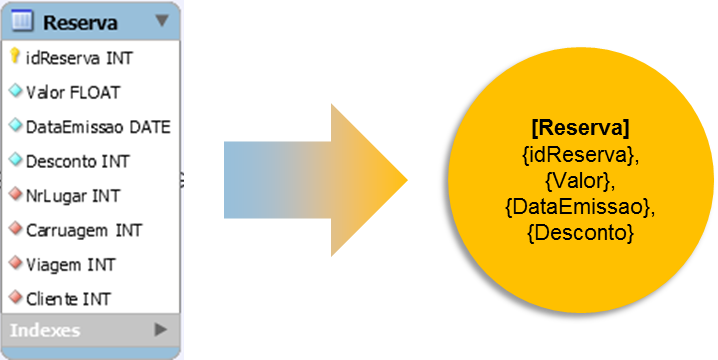 Reserva
idReserva INT
Valor FLOAT
DataEmissao DATE
Desconto INT
NrLugar INT
Carruagem INT
Viagem INT
Cliente INT
Indexes
[Reserva]
{idReserva},
{Valor},
{DataEmissao},
{Desconto}